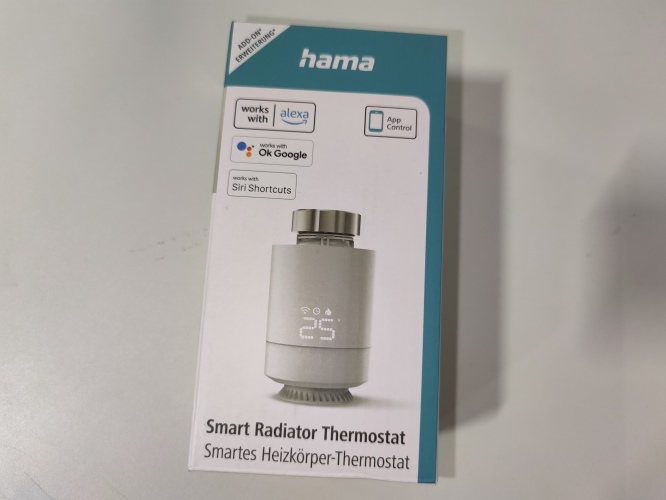 ADD-ON*
ERWEITERUNG*
hama
works with | alexa
App Control
works with
Ok Google
works with
Siri Shortcuts
25°
Smart Radiator Thermostat
Smartes Heizkörper-Thermostat